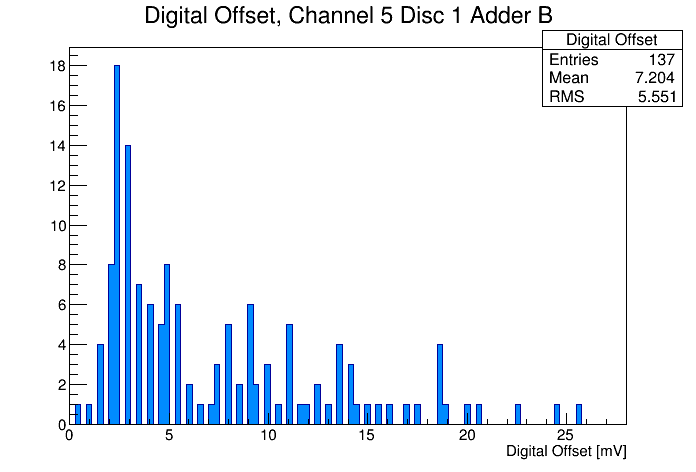 Digital Offset, Channel 5 Disc 1 Adder B
Digital Offset
Entries 137
Mean 7.204
RMS 5.551
18
16
14
12
10
8
6
4
2
0
0 5 10 15 20 25
Digital Offset [mV]